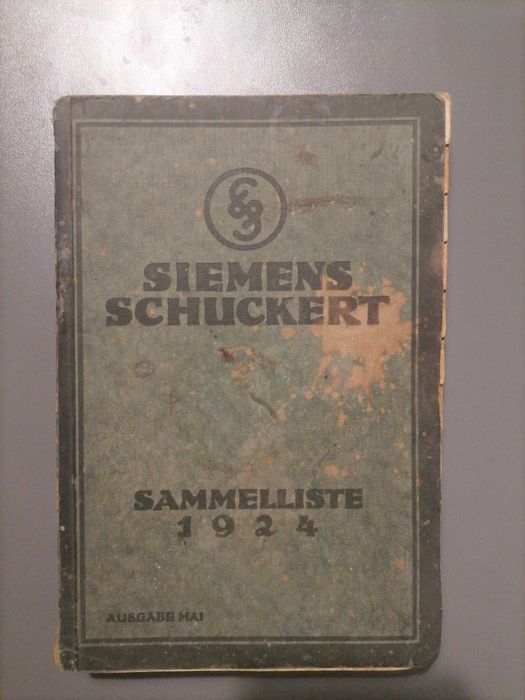 SIEMENS
SCHUCKERT
SAMMELLISTE
1924
AUSGABE MAI